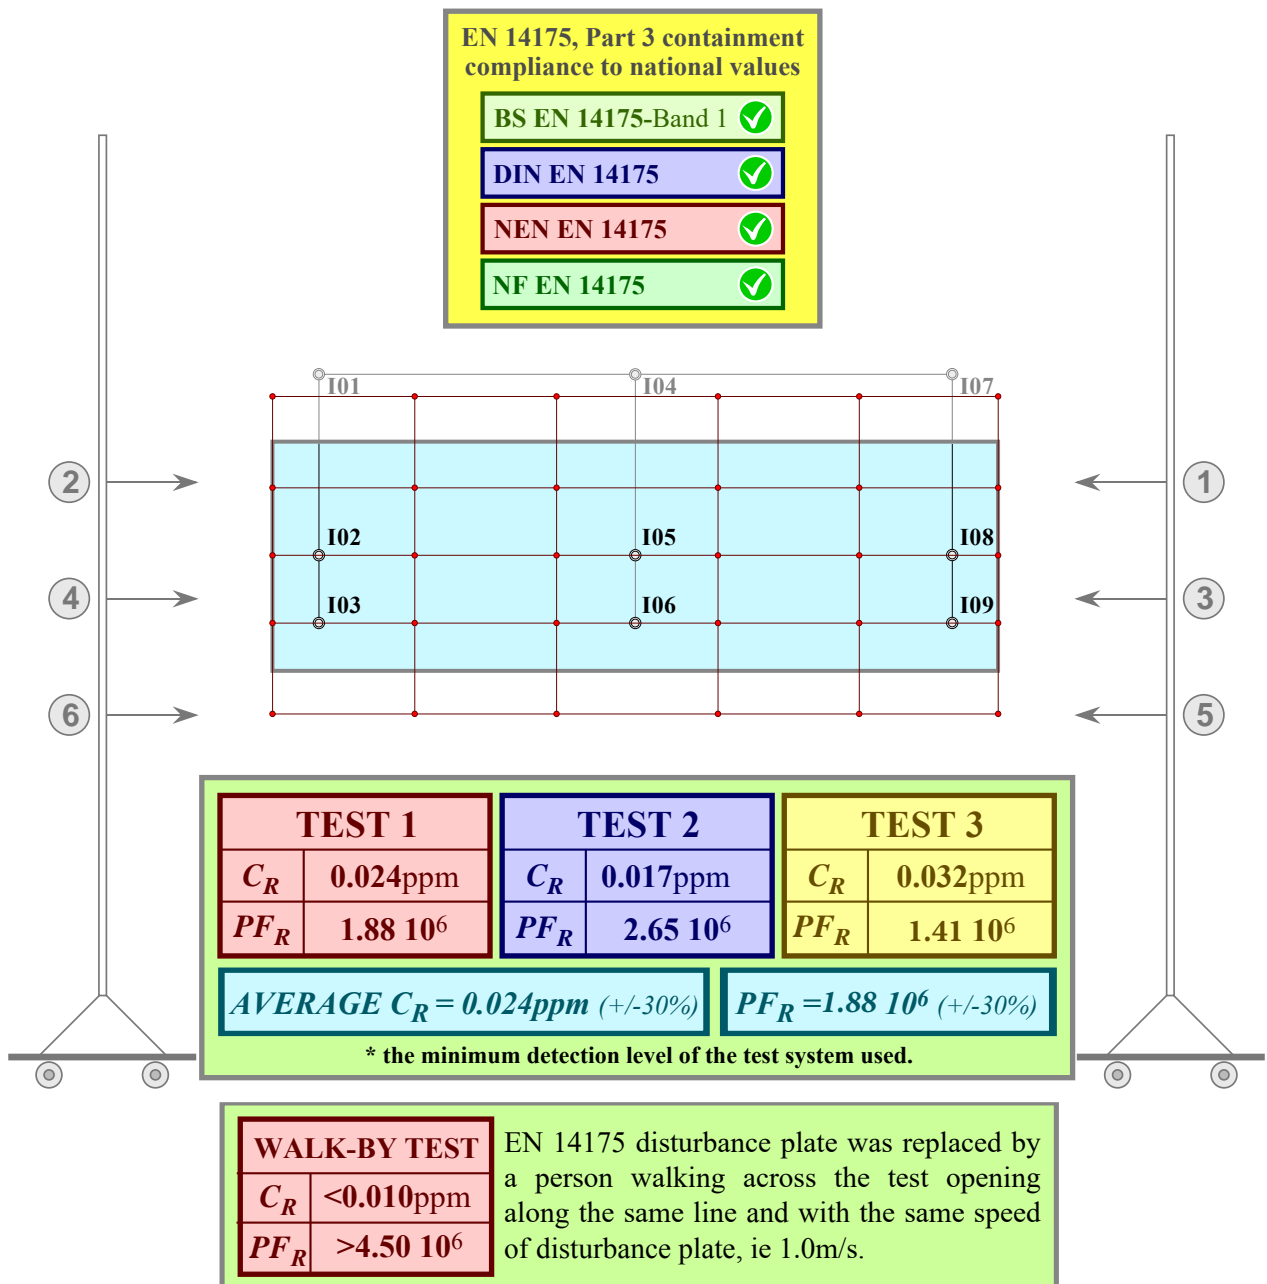 EN 14175, Part 3 containment
compliance to national values
BS EN 14175-Band 1
DIN EN 14175
NEN EN 14175
NF EN 14175
I01 I04 I07
2 1
I02 I05 I08
4 3
I03 I06 I09
6 5
TEST 1 TEST 2 TEST 3
CR 0.024ppm CR 0.017ppm CR 0.032ppm
PFR 1.88 10⁶ PFR 2.65 10⁶ PFR 1.41 10⁶
AVERAGE CR = 0.024ppm (+/-30%) PFR =1.88 10⁶ (+/-30%)
* the minimum detection level of the test system used.
WALK-BY TEST
CR <0.010ppm
PFR >4.50 10⁶
EN 14175 disturbance plate was replaced by
a person walking across the test opening
along the same line and with the same speed
of disturbance plate, ie 1.0m/s.